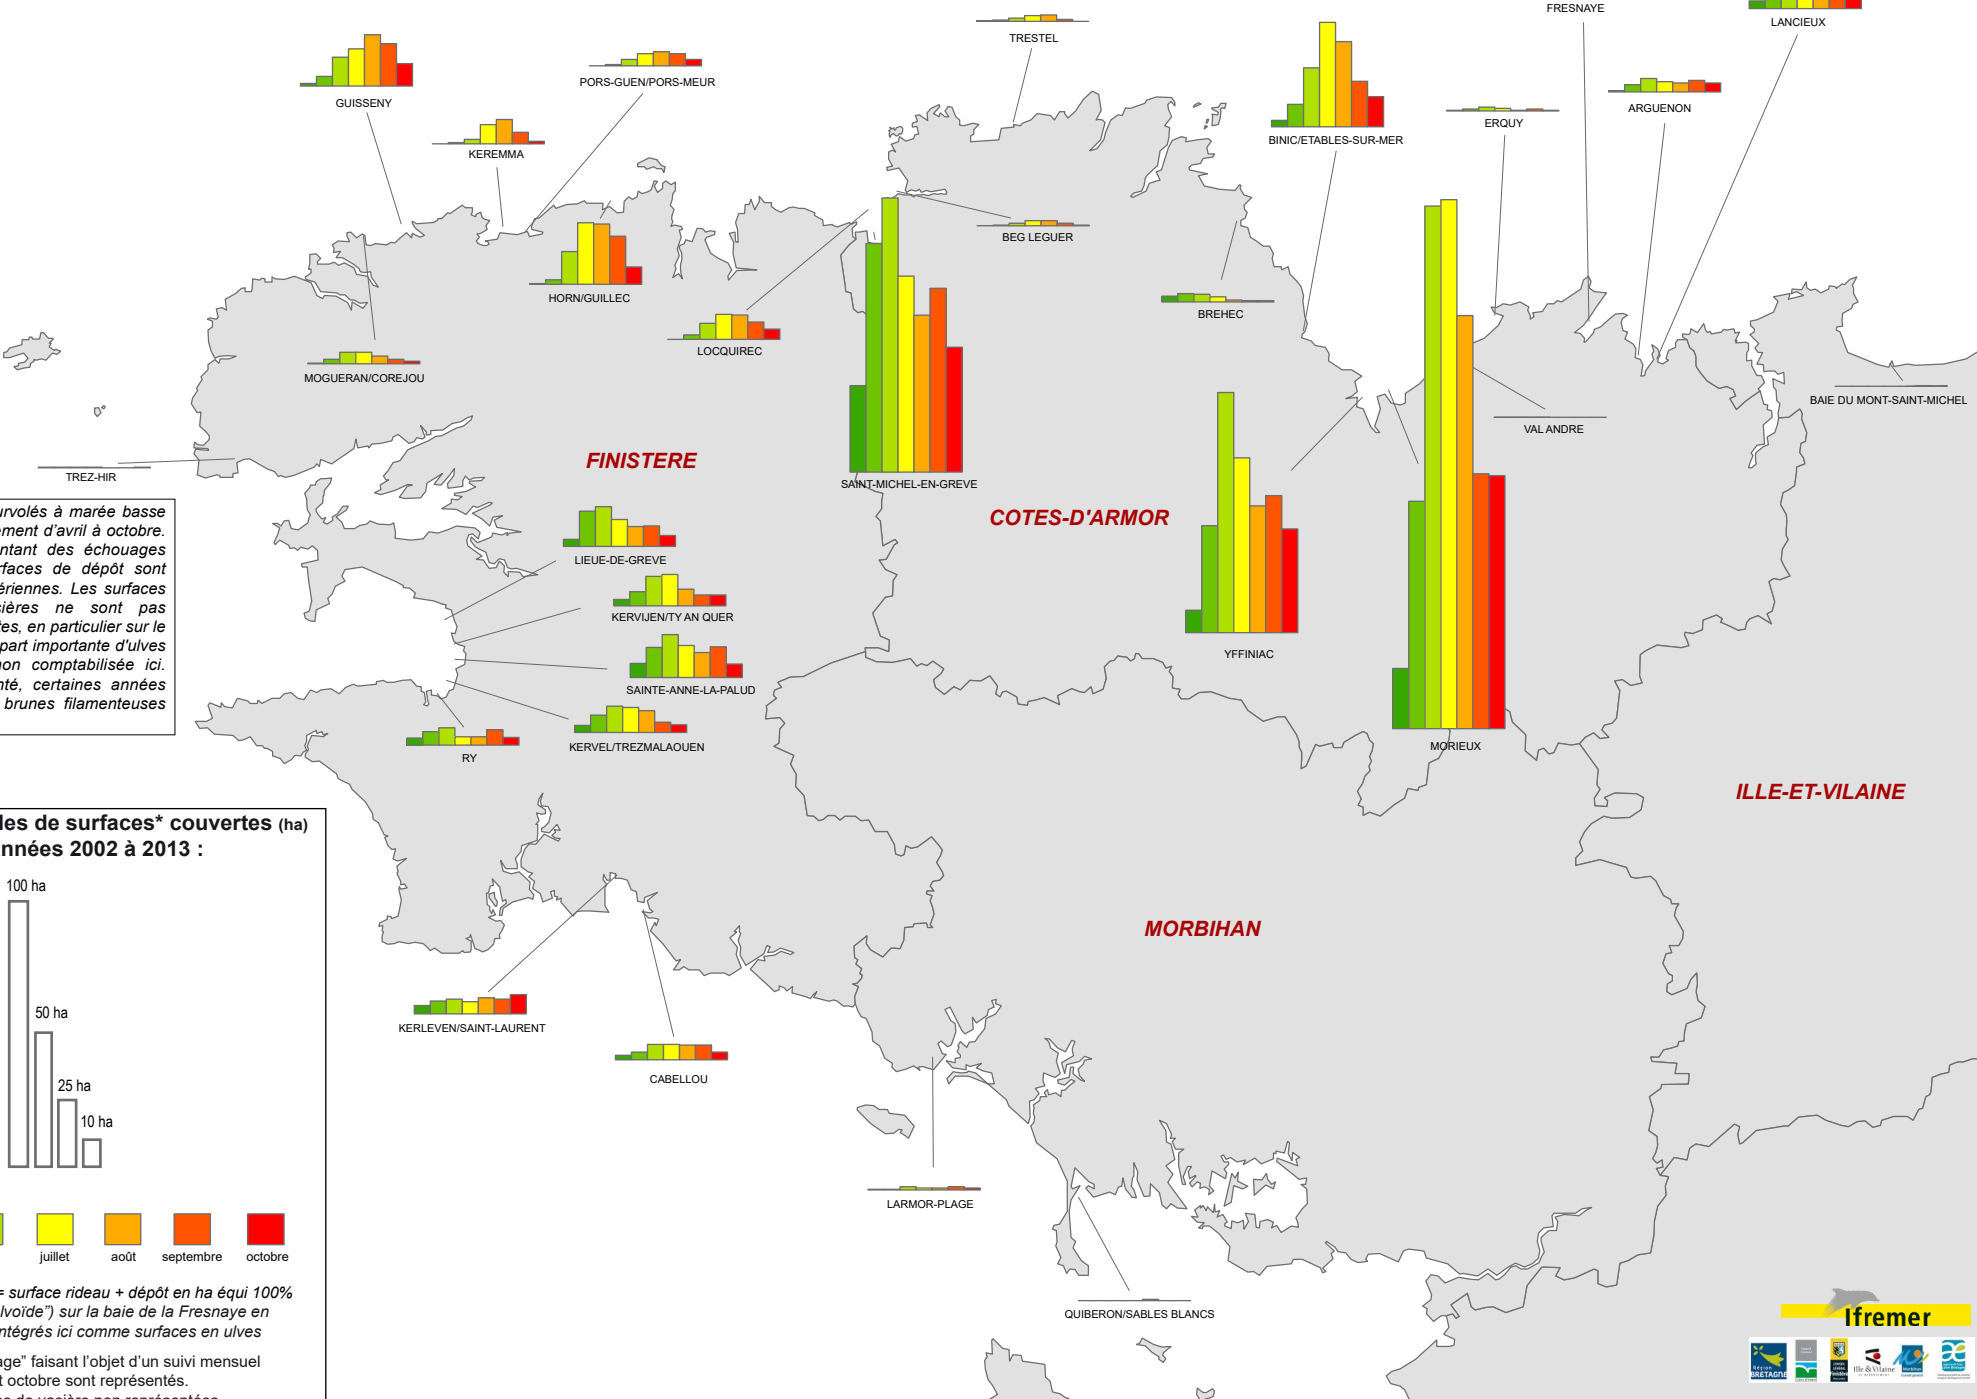 FRESNAYE
LANCIEUX
TRESTEL
GUISSENY
PORS-GUEN/PORS-MEUR
KEREMMA
BINIC/ETABLES-SUR-MER
ERQUY
ARGUENON
HORN/GUILLEC
BEG LEGUER
BREHEC
LOCQUIREC
MOGUERAN/COREJOU
BAIE DU MONT-SAINT-MICHEL
VAL ANDRE
TREZ-HIR
FINISTERE
SAINT-MICHEL-EN-GREVE
COTES-D'ARMOR
urvolés à marée basse
ement d'avril à octobre.
ntant des échouages
rfaces de dépôt sont
ériennes. Les surfaces
sières ne sont pas
tes, en particulier sur le
part importante d'ulves
non comptabilisée ici.
nté, certaines années
brunes filamenteuses
LIEUE-DE-GREVE
KERVIJEN/TY AN QUER
SAINTE-ANNE-LA-PALUD
YFFINIAC
KERVEL/TREZMALAOUEN
RY
MORIEUX
ILLE-ET-VILAINE
les de surfaces* couvertes (ha)
nnées 2002 à 2013 :
100 ha
50 ha
25 ha
10 ha
MORBIHAN
KERLEVEN/SAINT-LAURENT
CABELLOU
LARMOR-PLAGE
juillet août septembre octobre
= surface rideau + dépôt en ha équi 100%
lvoïde") sur la baie de la Fresnaye en
ntégrés ici comme surfaces en ulves
age" faisant l'objet d'un suivi mensuel
t octobre sont représentés.
QUIBERON/SABLES BLANCS
Ifremer
Région
BRETAGNE
Ille & Vilaine